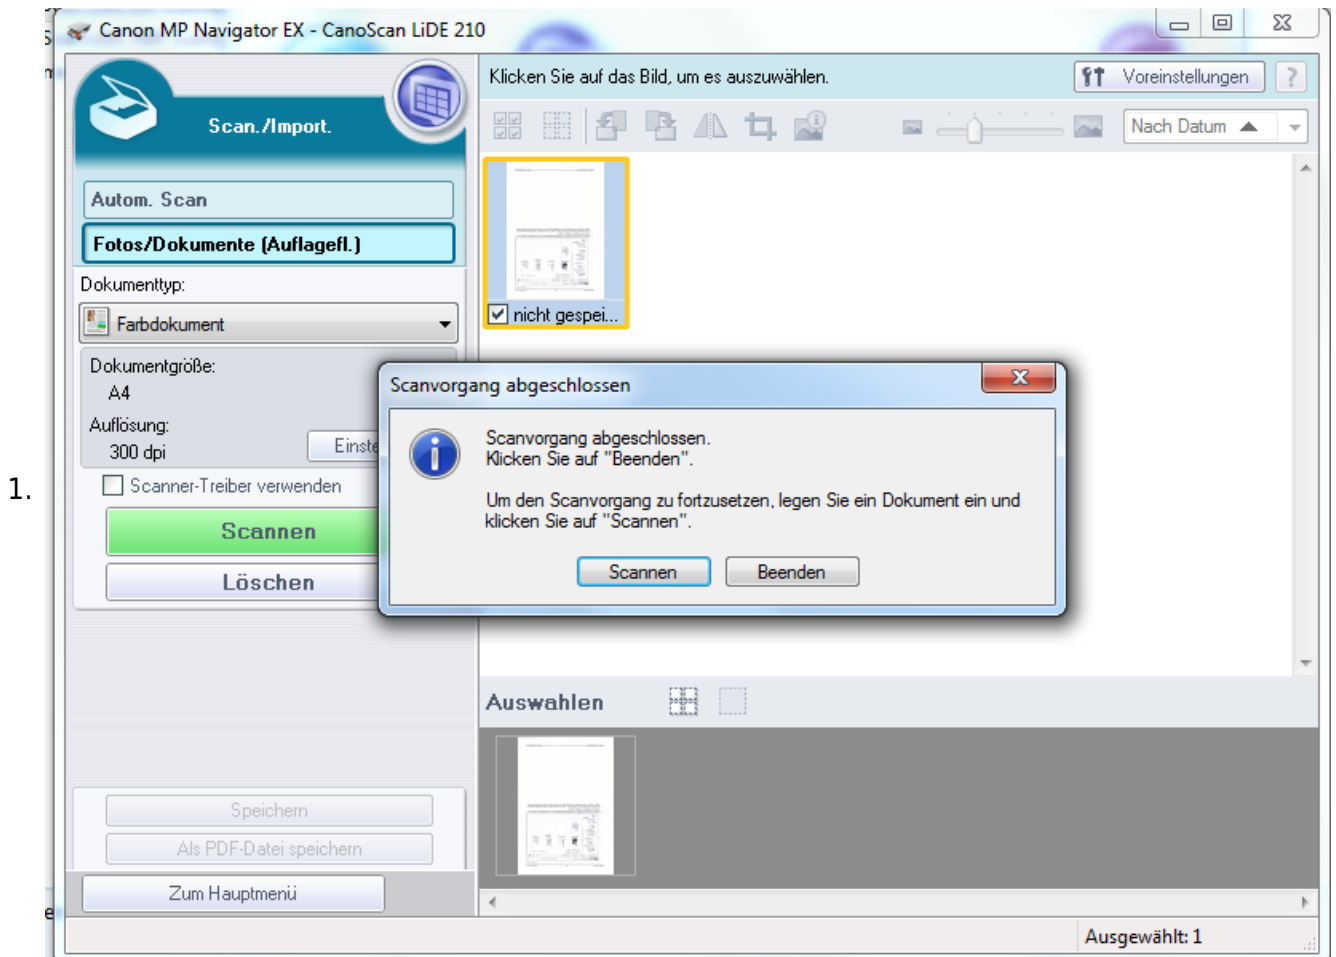 Canon MP Navigator EX - CanoScan LiDE 210
Scan./Import.
Klicken Sie auf das Bild, um es auszuwählen.
Voreinstellungen
?
Nach Datum
Autom. Scan
Fotos/Dokumente (Auflagefl.)
Dokumenttyp:
Farbdokument
Dokumentgröße:
A4
Auflösung:
300 dpi
Einste
Scanner-Treiber verwenden
1.
Scannen
Löschen
nicht gespei...
Scanvorgang abgeschlossen
Scanvorgang abgeschlossen.
Klicken Sie auf "Beenden".
Um den Scanvorgang zu fortzusetzen, legen Sie ein Dokument ein und
klicken Sie auf "Scannen".
Scannen
Beenden
Auswahlen
Speichern
Als PDF-Datei speichern
Zum Hauptmenü
Ausgewählt: 1